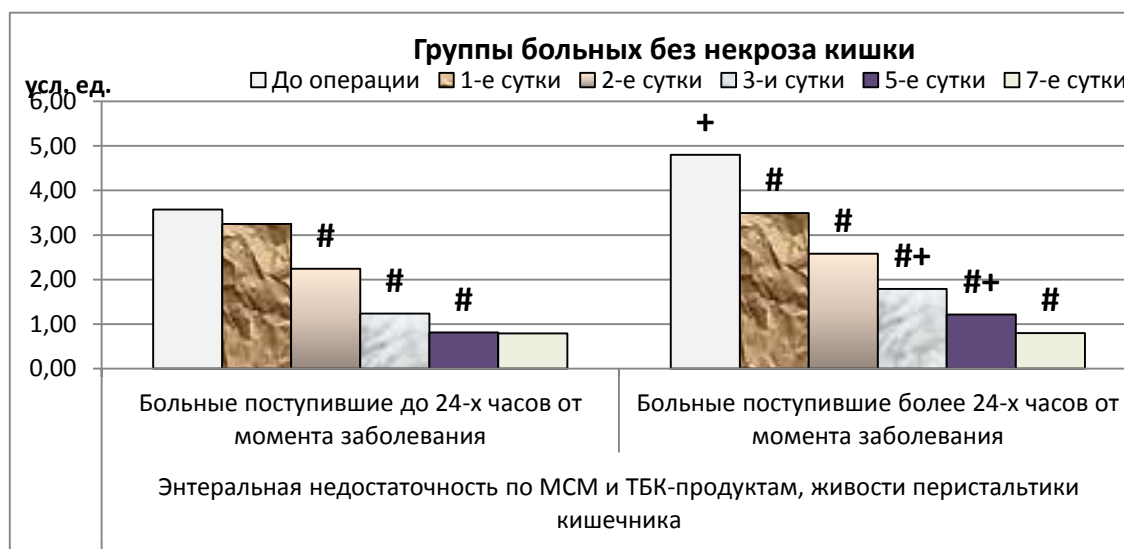 Группы больных без некроза кишки
До операции 1-е сутки 2-е сутки 3-и сутки 5-е сутки 7-е сутки
усл. ед.
6,00
5,00
4,00
3,00
2,00
1,00
0,00
# # #
+ # # #+ #+ #
Больные поступившие до 24-х часов от
момента заболевания
Больные поступившие более 24-х часов от
момента заболевания
Энтеральная недостаточность по МСМ и ТБК-продуктам, живости перистальтики
кишечника